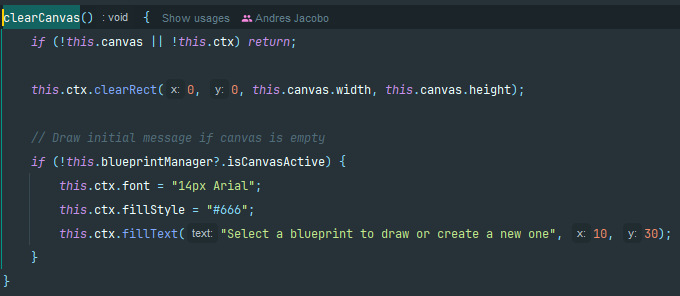 clearCanvas() : void { Show usages Andres Jacobo
if (!this.canvas || !this.ctx) return;
this.ctx.clearRect( x: 0, y: 0, this.canvas.width, this.canvas.height);
// Draw initial message if canvas is empty
if (!this.blueprintManager?.isCanvasActive) {
this.ctx.font = "14px Arial";
this.ctx.fillStyle = "#666";
this.ctx.fillText( text: "Select a blueprint to draw or create a new one", x: 10, y: 30);
}
}